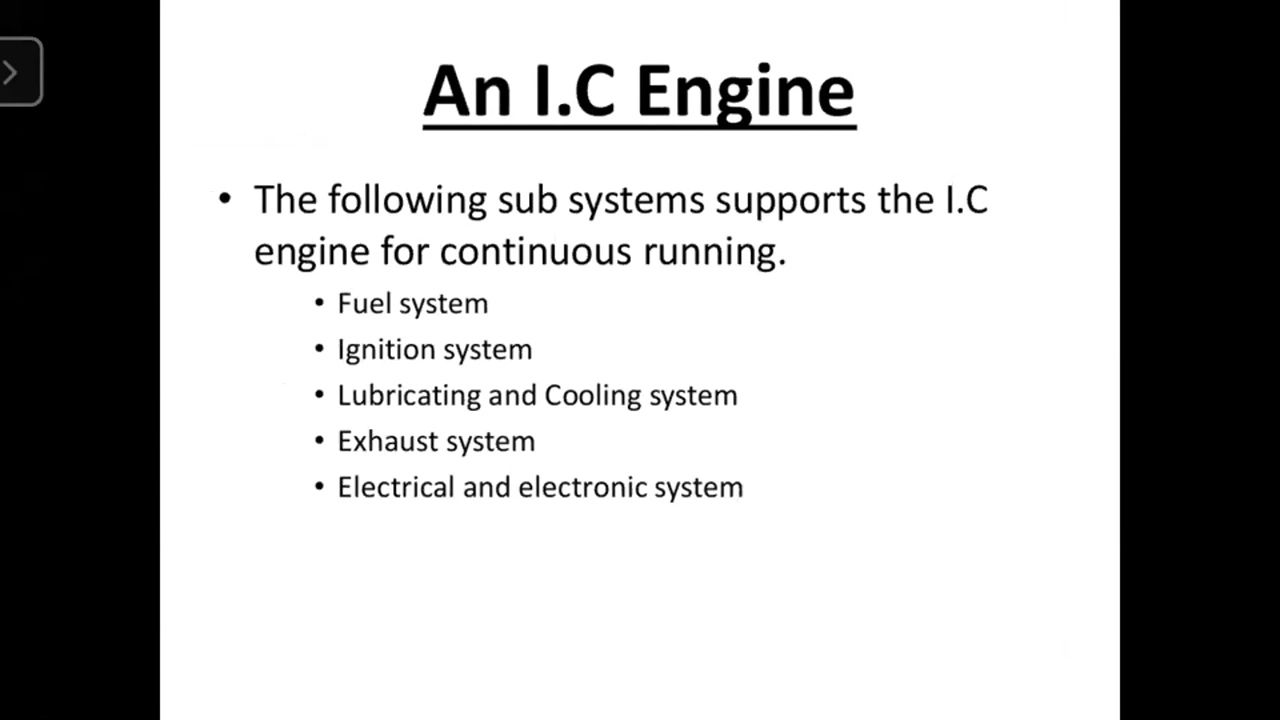 An I.C Engine
• The following sub systems supports the I.C
engine for continuous running.
• Fuel system
• Ignition system
• Lubricating and Cooling system
• Exhaust system
• Electrical and electronic system